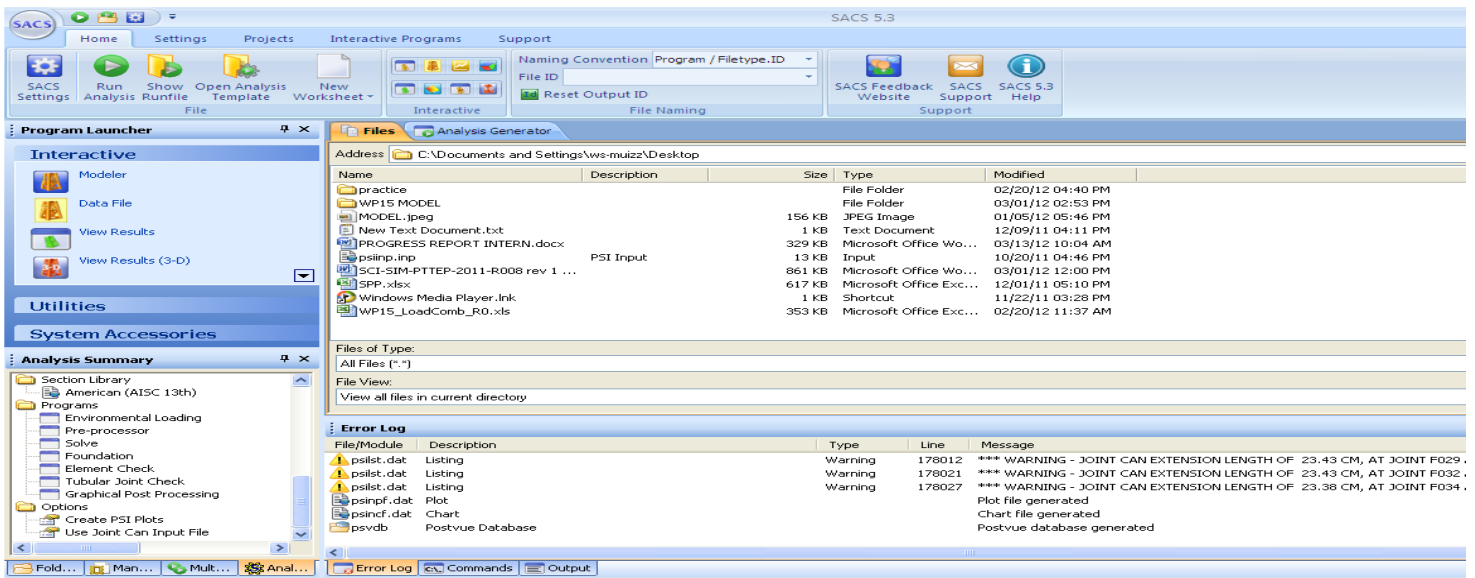 SACS 5.3
SACS
Home Settings Projects Interactive Programs Support
SACS Settings
Run Analysis
Show Runfile
Open Analysis Template
New Worksheet
File
Interactive
Naming Convention Program / Filetype.ID
File ID
Id Reset Output ID
File Naming
SACS Feedback Website
SACS Support
SACS 5.3 Help
Support
Program Launcher
Interactive
Modeler
Data File
View Results
View Results (3-D)
Utilities
System Accessories
Analysis Summary
Section Library
American (AISC 13th)
Programs
Environmental Loading
Pre-processor
Solve
Foundation
Element Check
Tubular Joint Check
Graphical Post Processing
Options
Create PSI Plots
Use Joint Can Input File
Fold... Man... Mult... Anal...
Files Analysis Generator
Address C:\Documents and Settings\ws-muizz\Desktop
Name Description Size Type Modified
practice File Folder 02/20/12 04:40 PM
WP15 MODEL File Folder 03/01/12 02:53 PM
MODEL.jpeg 156 KB JPEG Image 01/05/12 05:46 PM
New Text Document.txt 1 KB Text Document 12/09/11 04:11 PM
PROGRESS REPORT INTERN.docx 329 KB Microsoft Office Wo... 03/13/12 10:04 AM
psiinp.inp PSI Input 13 KB Input 10/20/11 04:46 PM
SCI-SIM-PTTEP-2011-R008 rev 1 ... 861 KB Microsoft Office Wo... 03/01/12 12:00 PM
SPP.xlsx 617 KB Microsoft Office Exc... 12/01/11 05:10 PM
Windows Media Player.lnk 1 KB Shortcut 11/22/11 03:28 PM
WP15_LoadComb_R0.xls 353 KB Microsoft Office Exc... 02/20/12 11:37 AM
Files of Type:
All Files (*.*)
File View:
View all files in current directory
Error Log
File/Module Description Type Line Message
psilst.dat Listing Warning 178012 *** WARNING - JOINT CAN EXTENSION LENGTH OF 23.43 CM, AT JOINT F029
psilst.dat Listing Warning 178021 *** WARNING - JOINT CAN EXTENSION LENGTH OF 23.43 CM, AT JOINT F032
psilst.dat Listing Warning 178027 *** WARNING - JOINT CAN EXTENSION LENGTH OF 23.38 CM, AT JOINT F034
psinpf.dat Plot Plot file generated
psincf.dat Chart Chart file generated
psvdb Postvue Database Postvue database generated
Error Log Commands Output